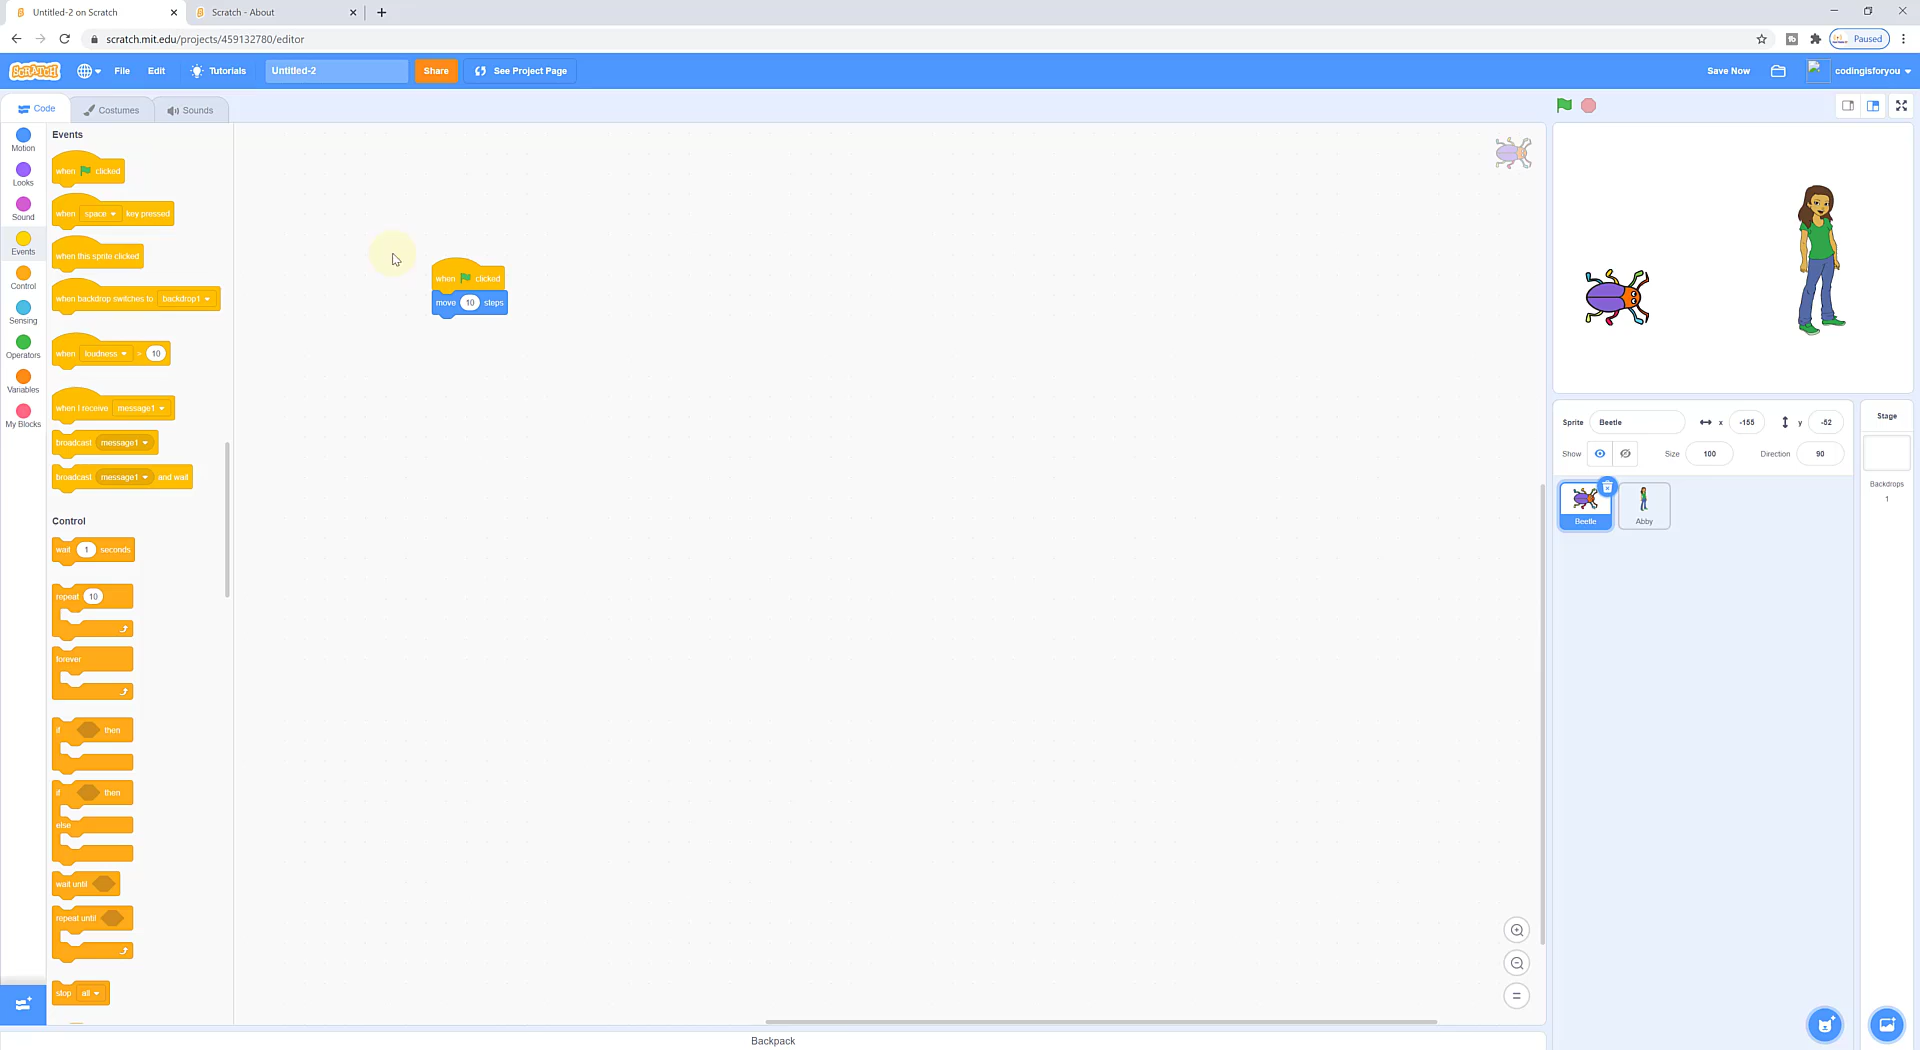 Untitled-2 on Scratch
Scratch - About
scratch.mit.edu/projects/459132780/editor
Paused
SCRATCH
File
Edit
Tutorials
Untitled-2
Share
See Project Page
Save Now
codingisforyou
Code
Costumes
Sounds
Motion
Looks
Sound
Events
Control
Sensing
Operators
Variables
My Blocks
Events
when clicked
when space key pressed
when this sprite clicked
when backdrop switches to backdrop1
when loudness > 10
when I receive message1
broadcast message1
broadcast message1 and wait
Control
wait 1 seconds
repeat 10
forever
if then
if then
else
wait until
repeat until
stop all
when clicked
move 10 steps
Sprite Beetle x -155 y -52
Show Size 100 Direction 90
Beetle
Abby
Stage
Backdrops
1
Backpack